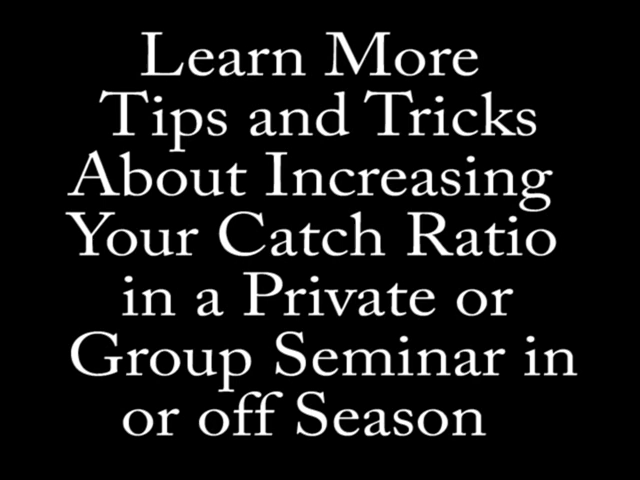 Learn More
Tips and Tricks
About Increasing
Your Catch Ratio
in a Private or
Group Seminar in
or off Season